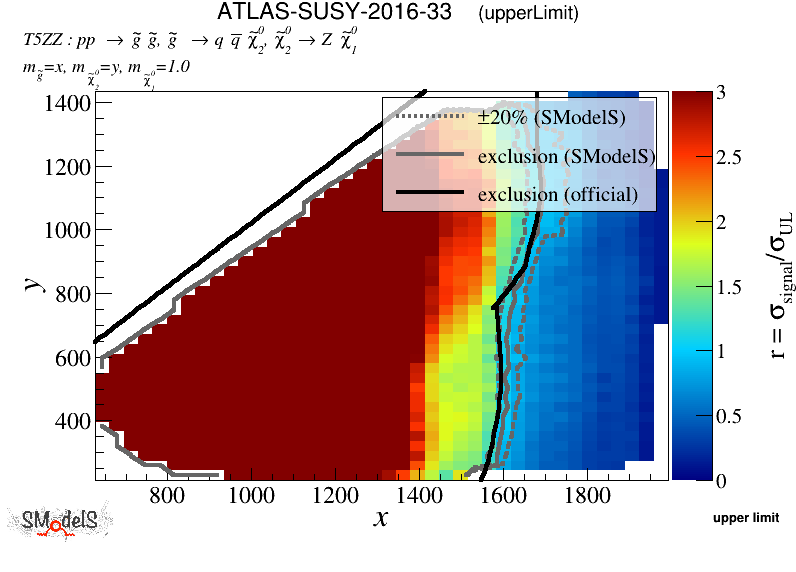 ATLAS-SUSY-2016-33 (upperLimit)
T5ZZ : pp → g̃ g̃, g̃ → q q̅ χ̃⁰₂, χ̃⁰₂ → Z χ̃⁰₁
m_g̃=x, m_χ̃⁰₂=y, m_χ̃⁰₁=1.0
±20% (SModelS)
exclusion (SModelS)
exclusion (official)
1400
1200
1000
800
600
400
y
800 1000 1200 1400 1600 1800
x
3
2.5
2
1.5
1
0.5
0
r = σ_signal/σ_UL
SModelS
upper limit